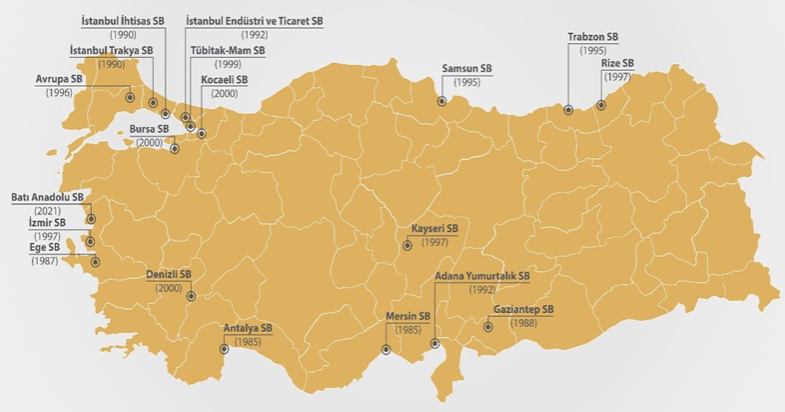 İstanbul İhtisas SB
(1990)
İstanbul Endüstri ve Ticaret SB
(1992)
İstanbul Trakya SB
(1990)
Tübitak-Mam SB
(1999)
Avrupa SB
(1996)
Kocaeli SB
(2000)
Bursa SB
(2000)
Trabzon SB
(1995)
Rize SB
(1997)
Samsun SB
(1995)
Batı Anadolu SB
(2021)
İzmir SB
(1997)
Ege SB
(1987)
Denizli SB
(2000)
Antalya SB
(1985)
Kayseri SB
(1997)
Adana Yumurtalık SB
(1992)
Mersin SB
(1985)
Gaziantep SB
(1988)